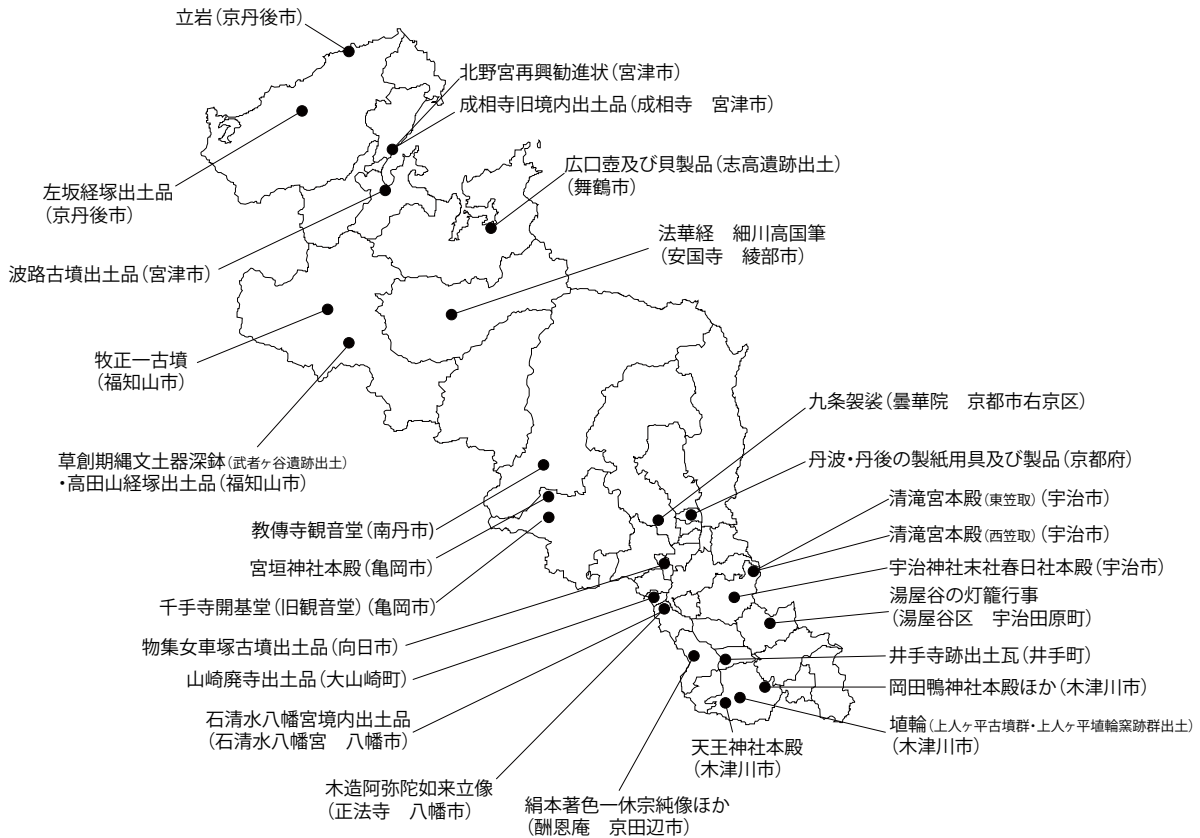 立岩（京丹後市）
北野宮再興勧進状（宮津市）
成相寺旧境内出土品（成相寺　宮津市）
広口壺及び貝製品（志高遺跡出土）
（舞鶴市）
左坂経塚出土品
（京丹後市）
法華経　細川高国筆
（安国寺　綾部市）
波路古墳出土品（宮津市）
牧正一古墳
（福知山市）
九条袈裟（曇華院　京都市右京区）
草創期縄文土器深鉢（武者ヶ谷遺跡出土）
・高田山経塚出土品（福知山市）
丹波・丹後の製紙用具及び製品（京都府）
清滝宮本殿（東笠取）（宇治市）
教傳寺観音堂（南丹市）
清滝宮本殿（西笠取）（宇治市）
宮垣神社本殿（亀岡市）
宇治神社末社春日社本殿（宇治市）
千手寺開基堂（旧観音堂）（亀岡市）
湯屋谷の灯籠行事
（湯屋谷区　宇治田原町）
物集女車塚古墳出土品（向日市）
井手寺跡出土瓦（井手町）
山崎廃寺出土品（大山崎町）
岡田鴨神社本殿ほか（木津川市）
石清水八幡宮境内出土品
（石清水八幡宮　八幡市）
埴輪（上人ヶ平古墳群・上人ヶ平埴輪窯跡群出土）
（木津川市）
天王神社本殿
（木津川市）
木造阿弥陀如来立像
（正法寺　八幡市）
絹本著色一休宗純像ほか
（酬恩庵　京田辺市）